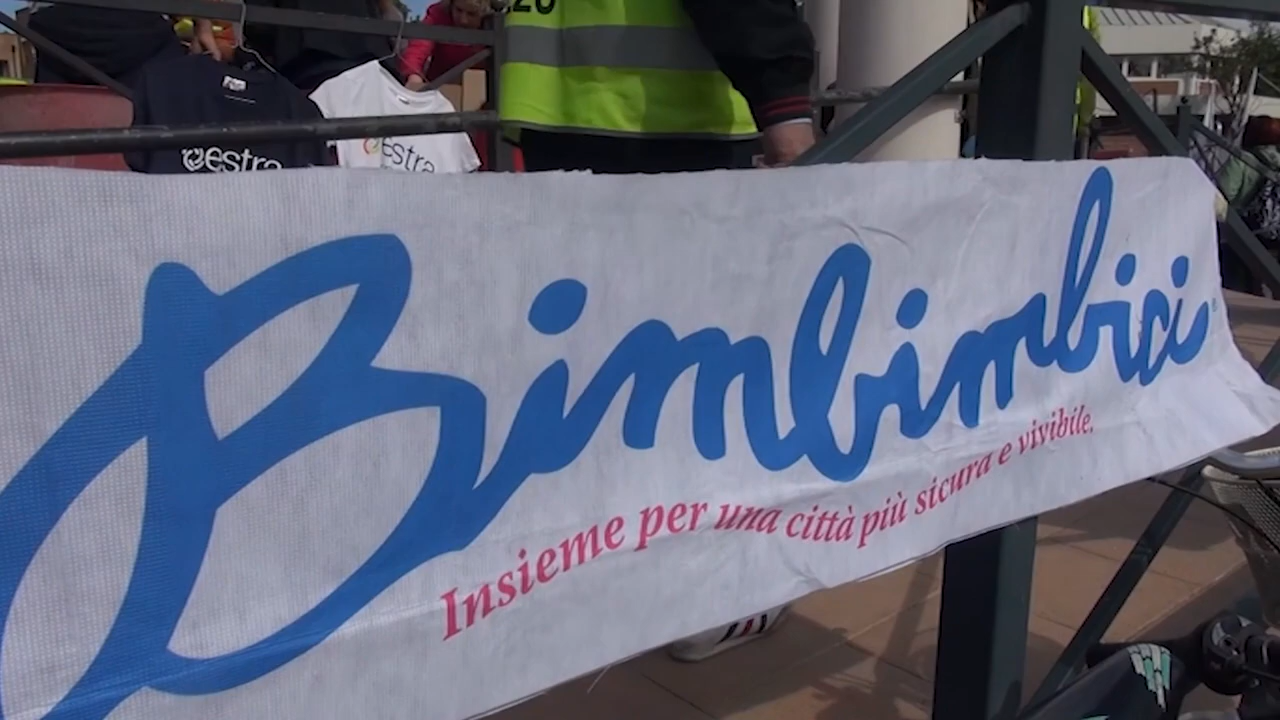 estra
estra
Bimbimbici®
Insieme per una città più sicura e vivibile.